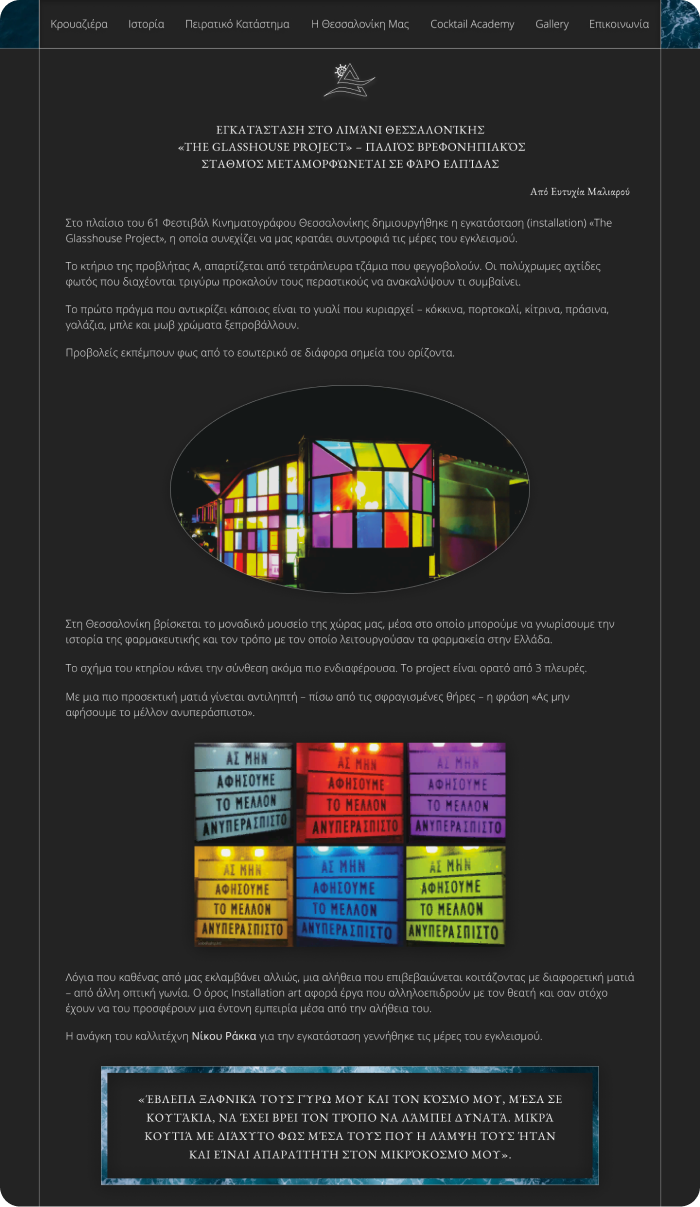 Κρουαζιέρα Ιστορία Πειρατικό Κατάστημα Η Θεσσαλονίκη Μας Cocktail Academy Gallery Επικοινωνία
ΕΓΚΑΤΆΣΤΑΣΗ ΣΤΟ ΛΙΜΆΝΙ ΘΕΣΣΑΛΟΝΊΚΗΣ
«THE GLASSHOUSE PROJECT» – ΠΑΛΙΌΣ ΒΡΕΦΟΝΗΠΙΑΚΌΣ
ΣΤΑΘΜΌΣ ΜΕΤΑΜΟΡΦΏΝΕΤΑΙ ΣΕ ΦΆΡΟ ΕΛΠΊΔΑΣ
Από Ευτυχία Μαλιαρού
Στο πλαίσιο του 61 Φεστιβάλ Κινηματογράφου Θεσσαλονίκης δημιουργήθηκε η εγκατάσταση (installation) «The
Glasshouse Project», η οποία συνεχίζει να μας κρατάει συντροφιά τις μέρες του εγκλεισμού.
Το κτήριο της προβλήτας Α, απαρτίζεται από τετράπλευρα τζάμια που φεγγοβολούν. Οι πολύχρωμες αχτίδες
φωτός που διαχέονται τριγύρω προκαλούν τους περαστικούς να ανακαλύψουν τι συμβαίνει.
Το πρώτο πράγμα που αντικρίζει κάποιος είναι το γυαλί που κυριαρχεί – κόκκινα, πορτοκαλί, κίτρινα, πράσινα,
γαλάζια, μπλε και μωβ χρώματα ξεπροβάλλουν.
Προβολείς εκπέμπουν φως από το εσωτερικό σε διάφορα σημεία του ορίζοντα.
Στη Θεσσαλονίκη βρίσκεται το μοναδικό μουσείο της χώρας μας, μέσα στο οποίο μπορούμε να γνωρίσουμε την
ιστορία της φαρμακευτικής και τον τρόπο με τον οποίο λειτουργούσαν τα φαρμακεία στην Ελλάδα.
Το σχήμα του κτηρίου κάνει την σύνθεση ακόμα πιο ενδιαφέρουσα. Το project είναι ορατό από 3 πλευρές.
Με μια πιο προσεκτική ματιά γίνεται αντιληπτή – πίσω από τις σφραγισμένες θήρες – η φράση «Ας μην
αφήσουμε το μέλλον ανυπεράσπιστο».
ΑΣ ΜΗΝ ΑΣ ΜΗΝ ΑΣ ΜΗΝ
ΑΦΗΣΟΥΜΕ ΑΦΗΣΟΥΜΕ ΑΦΗΣΟΥΜΕ
ΤΟ ΜΕΛΛΟΝ ΤΟ ΜΕΛΛΟΝ ΤΟ ΜΕΛΛΟΝ
ΑΝΥΠΕΡΑΣΠΙΣΤΟ ΑΝΥΠΕΡΑΣΠΙΣΤΟ ΑΝΥΠΕΡΑΣΠΙΣΤΟ
ΑΣ ΜΗΝ ΑΣ ΜΗΝ ΑΣ ΜΗΝ
ΑΦΗΣΟΥΜΕ ΑΦΗΣΟΥΜΕ ΑΦΗΣΟΥΜΕ
ΤΟ ΜΕΛΛΟΝ ΤΟ ΜΕΛΛΟΝ ΤΟ ΜΕΛΛΟΝ
ΑΝΥΠΕΡΑΣΠΙΣΤΟ ΑΝΥΠΕΡΑΣΠΙΣΤΟ ΑΝΥΠΕΡΑΣΠΙΣΤΟ
Λόγια που καθένας από μας εκλαμβάνει αλλιώς, μια αλήθεια που επιβεβαιώνεται κοιτάζοντας με διαφορετική ματιά
– από άλλη οπτική γωνία. Ο όρος Installation art αφορά έργα που αλληλοεπιδρούν με τον θεατή και σαν στόχο
έχουν να του προσφέρουν μια έντονη εμπειρία μέσα από την αλήθεια του.
Η ανάγκη του καλλιτέχνη Νίκου Ράκκα για την εγκατάσταση γεννήθηκε τις μέρες του εγκλεισμού.
«ΈΒΛΕΠΑ ΞΑΦΝΙΚΆ ΤΟΥΣ ΓΎΡΩ ΜΟΥ ΚΑΙ ΤΟΝ ΚΌΣΜΟ ΜΟΥ, ΜΈΣΑ ΣΕ
ΚΟΥΤΆΚΙΑ, ΝΑ ΈΧΕΙ ΒΡΕΙ ΤΟΝ ΤΡΌΠΟ ΝΑ ΛΆΜΠΕΙ ΔΥΝΑΤΆ. ΜΙΚΡΆ
ΚΟΥΤΙΆ ΜΕ ΔΙΆΧΥΤΟ ΦΩΣ ΜΈΣΑ ΤΟΥΣ ΠΟΥ Η ΛΆΜΨΗ ΤΟΥΣ ΉΤΑΝ
ΚΑΙ ΕΊΝΑΙ ΑΠΑΡΑΊΤΗΤΗ ΣΤΟΝ ΜΙΚΡΌΚΟΣΜΌ ΜΟΥ».